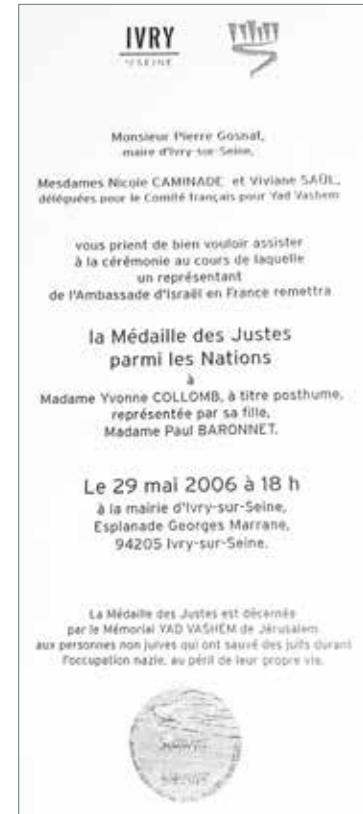 IVRY
S/SEINE
Monsieur Pierre Gosnat,
maire d'Ivry-sur-Seine,
Mesdames Nicole CAMINADE et Viviane SAÜL,
déléguées pour le Comité français pour Yad Vashem
vous prient de bien vouloir assister
à la cérémonie au cours de laquelle
un représentant
de l'Ambassade d'Israël en France remettra
la Médaille des Justes
parmi les Nations
à
Madame Yvonne COLLOMB, à titre posthume,
représentée par sa fille,
Madame Paul BARONNET.
Le 29 mai 2006 à 18 h
à la mairie d'Ivry-sur-Seine,
Esplanade Georges Marrane,
94205 Ivry-sur-Seine.
La Médaille des Justes est décernée
par le Mémorial YAD VASHEM de Jérusalem
aux personnes non juives qui ont sauvé des juifs durant
l'occupation nazie, au péril de leur propre vie.